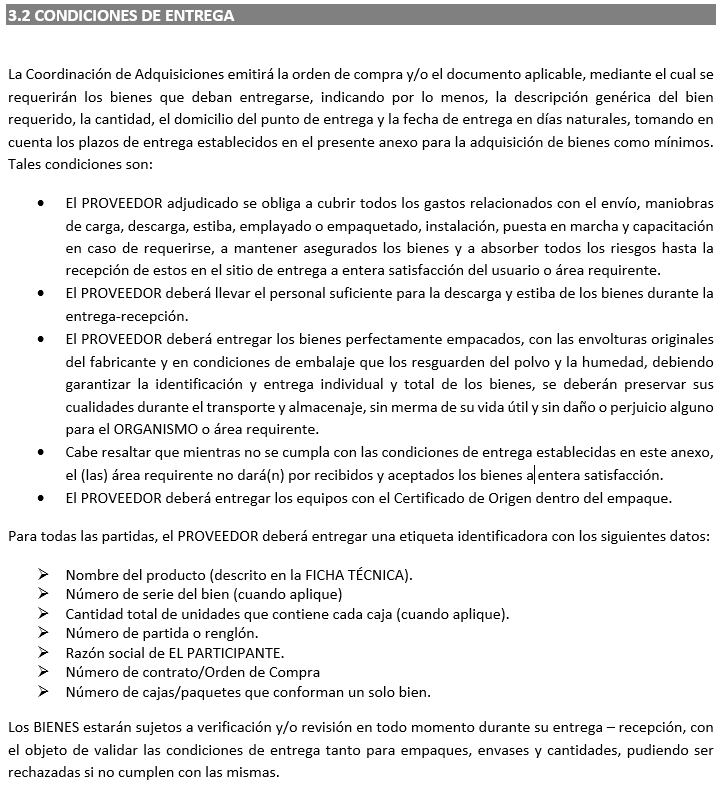 3.2 CONDICIONES DE ENTREGA
La Coordinación de Adquisiciones emitirá la orden de compra y/o el documento aplicable, mediante el cual se
requerirán los bienes que deban entregarse, indicando por lo menos, la descripción genérica del bien
requerido, la cantidad, el domicilio del punto de entrega y la fecha de entrega en días naturales, tomando en
cuenta los plazos de entrega establecidos en el presente anexo para la adquisición de bienes como mínimos.
Tales condiciones son:
• El PROVEEDOR adjudicado se obliga a cubrir todos los gastos relacionados con el envío, maniobras
de carga, descarga, estiba, emplayado o empaquetado, instalación, puesta en marcha y capacitación
en caso de requerirse, a mantener asegurados los bienes y a absorber todos los riesgos hasta la
recepción de estos en el sitio de entrega a entera satisfacción del usuario o área requirente.
• El PROVEEDOR deberá llevar el personal suficiente para la descarga y estiba de los bienes durante la
entrega-recepción.
• El PROVEEDOR deberá entregar los bienes perfectamente empacados, con las envolturas originales
del fabricante y en condiciones de embalaje que los resguarden del polvo y la humedad, debiendo
garantizar la identificación y entrega individual y total de los bienes, se deberán preservar sus
cualidades durante el transporte y almacenaje, sin merma de su vida útil y sin daño o perjuicio alguno
para el ORGANISMO o área requirente.
• Cabe resaltar que mientras no se cumpla con las condiciones de entrega establecidas en este anexo,
el (las) área requirente no dará(n) por recibidos y aceptados los bienes a entera satisfacción.
• El PROVEEDOR deberá entregar los equipos con el Certificado de Origen dentro del empaque.
Para todas las partidas, el PROVEEDOR deberá entregar una etiqueta identificadora con los siguientes datos:
➢ Nombre del producto (descrito en la FICHA TÉCNICA).
➢ Número de serie del bien (cuando aplique)
➢ Cantidad total de unidades que contiene cada caja (cuando aplique).
➢ Número de partida o renglón.
➢ Razón social de EL PARTICIPANTE.
➢ Número de contrato/Orden de Compra
➢ Número de cajas/paquetes que conforman un solo bien.
Los BIENES estarán sujetos a verificación y/o revisión en todo momento durante su entrega – recepción, con
el objeto de validar las condiciones de entrega tanto para empaques, envases y cantidades, pudiendo ser
rechazadas si no cumplen con las mismas.